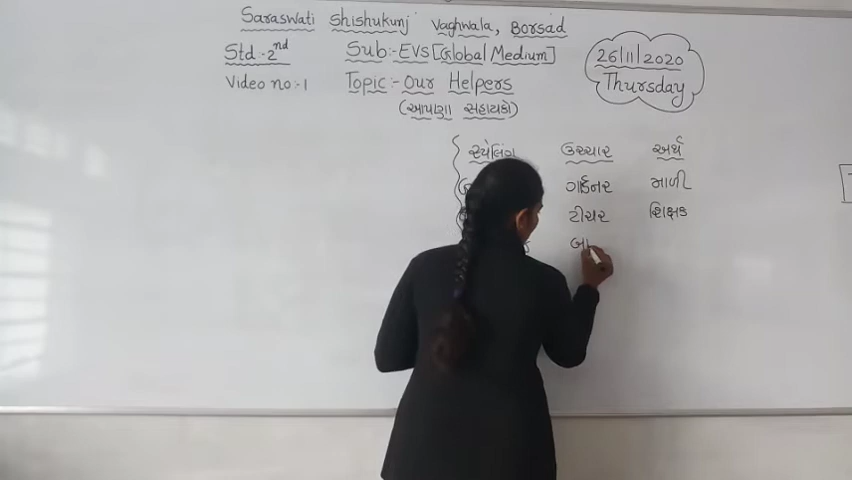 Saraswati Shishukunj Vaghwala, Borsad
Std-2nd Sub:-EVS[Global Medium]
26/11/2020
Thursday
Video no:-1 Topic:-Our Helpers
(આપણા સહાયકો)
સ્પેલિંગ ઉચ્ચાર અર્થ
ગાર્ડનર માળી
ટીચર શિક્ષક
બા